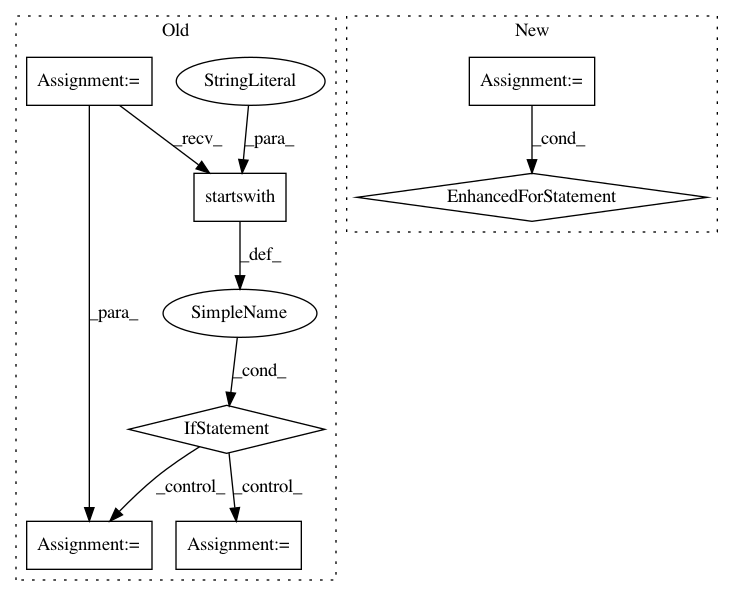 Old
New
Assignment:=
StringLiteral
Assignment:=
_recv_
_para_
_cond_
startswith
EnhancedForStatement
_def_
_para_
SimpleName
_cond_
IfStatement
_control_
_control_
Assignment:=
Assignment:=